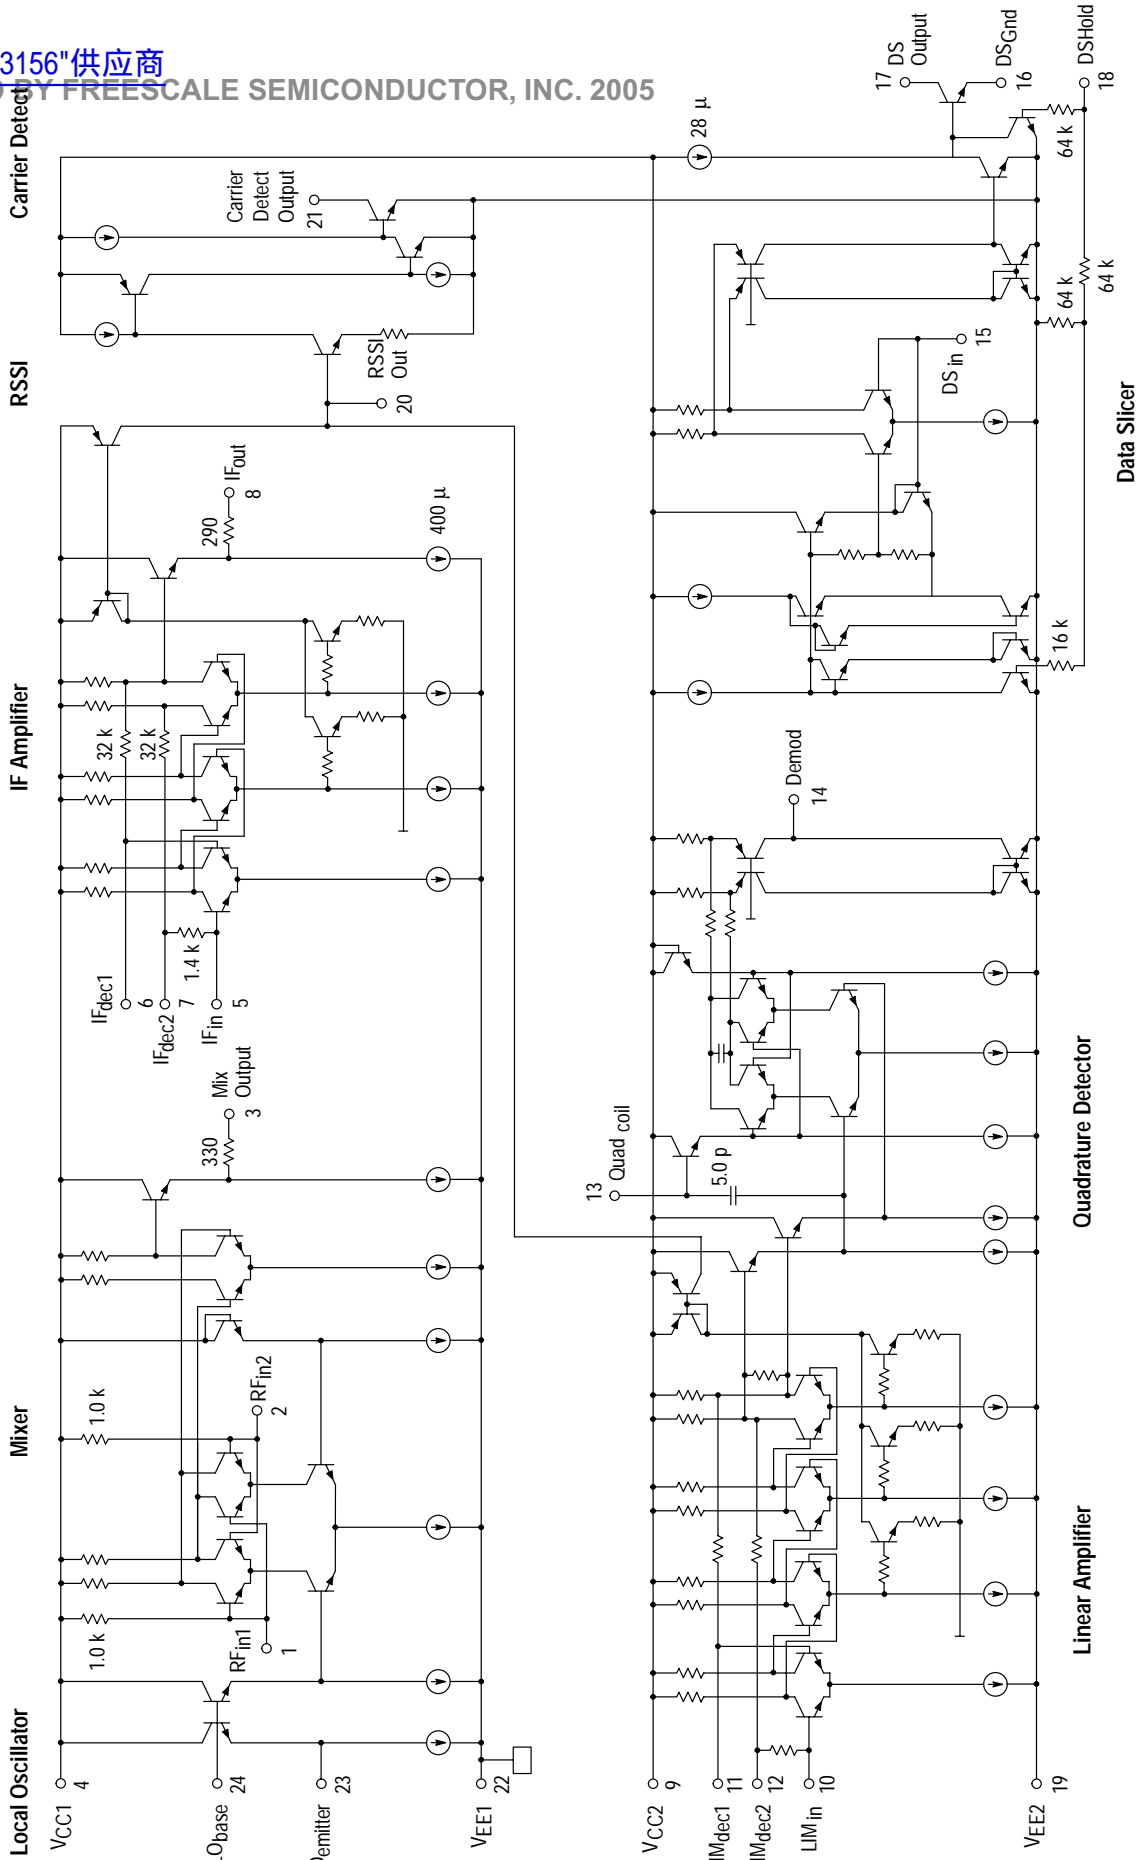 3156"供应商
BY FREESCALE SEMICONDUCTOR, INC. 2005
Carrier Detect
RSSI
IF Amplifier
Mixer
Local Oscillator
Carrier
Detect
Output
21
RSSI
Out
20
IFout
8
290
400 μ
32 k
32 k
1.4 k
IFdec1
6
IFdec2
7
IFin
5
Mix
Output
3
330
1.0 k
RFin2
2
1.0 k
RFin1
1
VCC1
4
LObase
24
emitter
23
VEE1
22
17
DS
Output
DSGnd
16
DSHold
18
28 μ
64 k
64 k
64 k
DS in
15
16 k
Demod
14
13
Quad coil
5.0 p
VCC2
9
IMdec1
11
IMdec2
12
LIMin
10
VEE2
19
Data Slicer
Quadrature Detector
Linear Amplifier